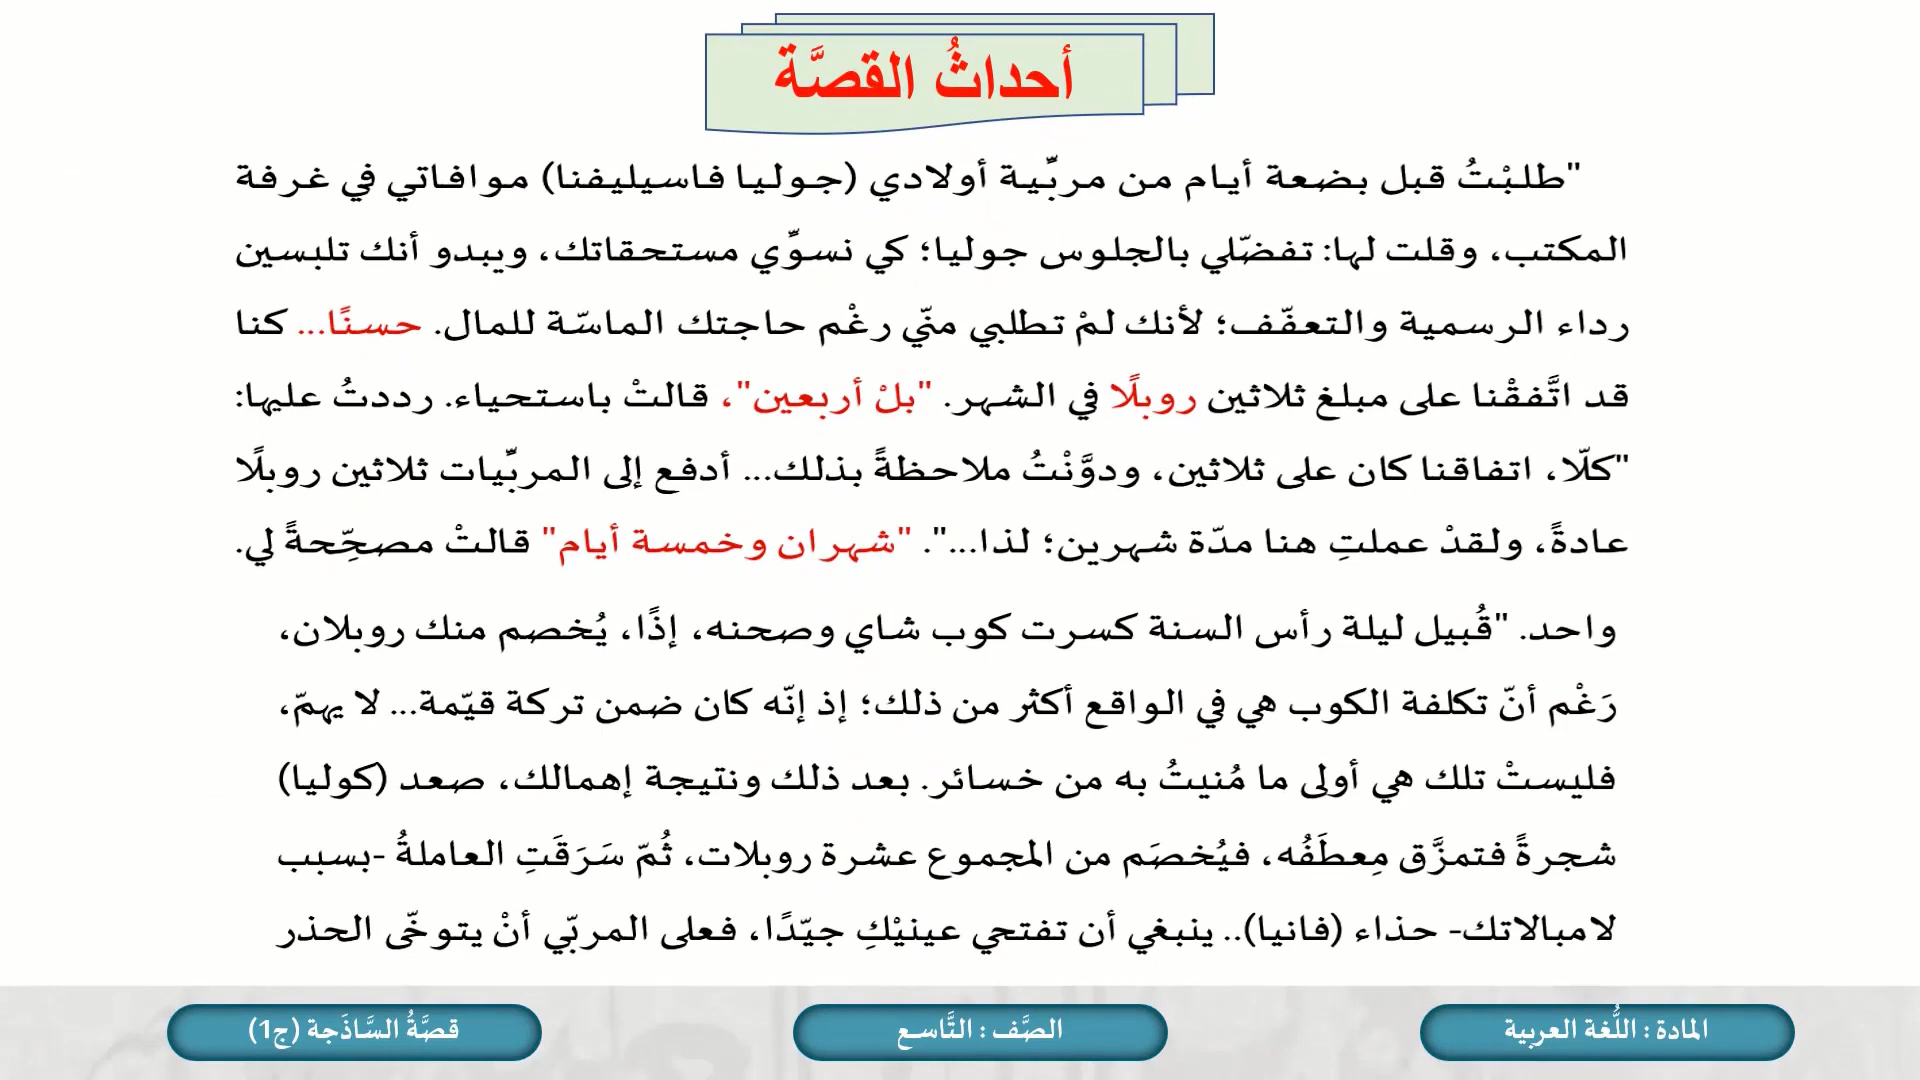 أحداثُ القصَّة
"طلبْتُ قبل بضعة أيام من مربِّية أولادي (جوليا فاسيليفنا) موافاتي في غرفة
المكتب، وقلت لها: تفضّلي بالجلوس جوليا؛ كي نسوِّي مستحقاتك، ويبدو أنك تلبسين
رداء الرسمية والتعفّف؛ لأنك لمْ تطلبي منّي رغْم حاجتك الماسّة للمال. حسنًا... كنا
قد اتَّفقْنا على مبلغ ثلاثين روبلًا في الشهر. "بلْ أربعين"، قالتْ باستحياء. رددتُ عليها:
"كلّا، اتفاقنا كان على ثلاثين، ودوَّنْتُ ملاحظةً بذلك... أدفع إلى المربِّيات ثلاثين روبلًا
عادةً، ولقدْ عملتِ هنا مدّة شهرين؛ لذا...". "شهران وخمسة أيام" قالتْ مصحِّحةً لي.
واحد. "قُبيل ليلة رأس السنة كسرت كوب شاي وصحنه، إذًا، يُخصم منك روبلان،
رَغْم أنّ تكلفة الكوب هي في الواقع أكثر من ذلك؛ إذ إنّه كان ضمن تركة قيّمة... لا يهمّ،
فليستْ تلك هي أولى ما مُنيتُ به من خسائر. بعد ذلك ونتيجة إهمالك، صعد (كوليا)
شجرةً فتمزَّق مِعطَفُه، فيُخصَم من المجموع عشرة روبلات، ثُمّ سَرَقَتِ العاملةُ -بسبب
لامبالاتك- حذاء (فانيا).. ينبغي أن تفتحي عينيْكِ جيّدًا، فعلى المربّي أنْ يتوخّى الحذر
المادة : اللُّغة العربية
الصَّف : التَّاسع
قصَّةُ السَّاذَجة (ج1)